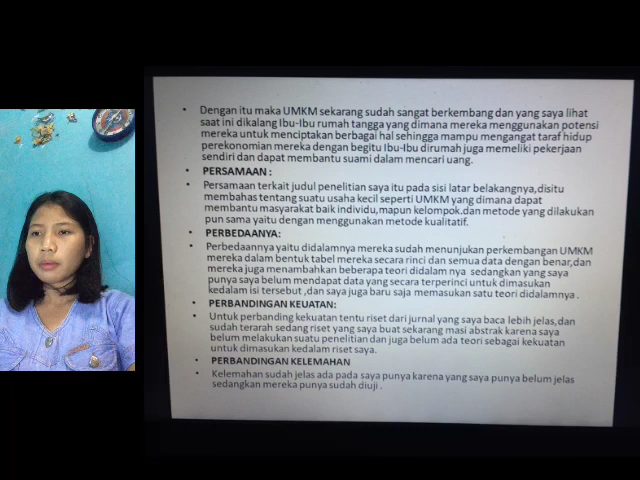 • Dengan itu maka UMKM sekarang sudah sangat berkembang dan yang saya lihat
saat ini dikalang Ibu-Ibu rumah tangga yang dimana mereka menggunakan potensi
mereka untuk menciptakan berbagai hal sehingga mampu mengangat taraf hidup
perekonomian mereka dengan begitu Ibu-Ibu dirumah juga memeliki pekerjaan
sendiri dan dapat membantu suami dalam mencari uang.
• PERSAMAAN :
• Persamaan terkait judul penelitian saya itu pada sisi latar belakangnya,disitu
membahas tentang suatu usaha kecil seperti UMKM yang dimana dapat
membantu masyarakat baik individu,mapun kelompok.dan metode yang dilakukan
pun sama yaitu dengan menggunakan metode kualitatif.
• PERBEDAANYA:
• Perbedaannya yaitu didalamnya mereka sudah menunjukan perkembangan UMKM
mereka dalam bentuk tabel mereka secara rinci dan semua data dengan benar,dan
mereka juga menambahkan beberapa teori didalam nya sedangkan yang saya
punya saya belum mendapat data yang secara terperinci untuk dimasukan
kedalam isi tersebut ,dan saya juga baru saja memasukan satu teori didalamnya .
• PERBANDINGAN KEUATAN:
• Untuk perbanding kekuatan tentu riset dari jurnal yang saya baca lebih jelas,dan
sudah terarah sedang riset yang saya buat sekarang masi abstrak karena saya
belum melakukan suatu penelitian dan juga belum ada teori sebagai kekuatan
untuk dimasukan kedalam riset saya.
• PERBANDINGAN KELEMAHAN
• Kelemahan sudah jelas ada pada saya punya karena yang saya punya belum jelas
sedangkan mereka punya sudah diuji .